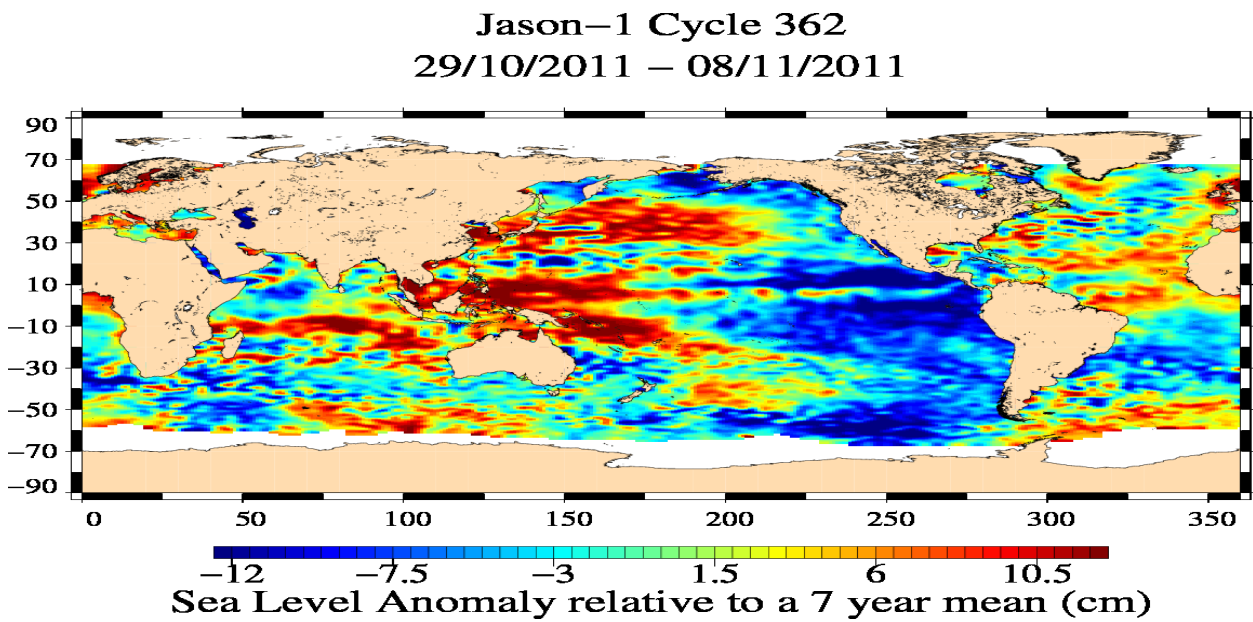 Jason−1 Cycle 362
29/10/2011 − 08/11/2011
90
70
50
30
10
−10
−30
−50
−70
−90
0 50 100 150 200 250 300 350
−12 −7.5 −3 1.5 6 10.5
Sea Level Anomaly relative to a 7 year mean (cm)